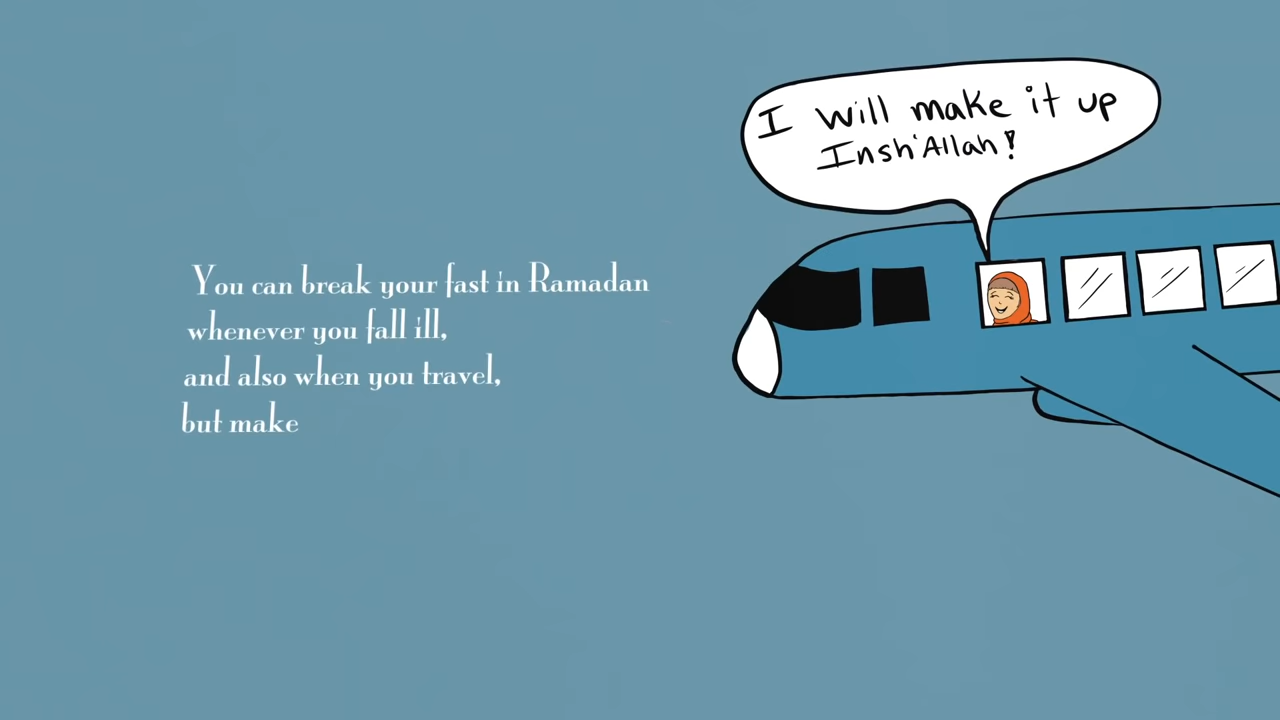 I will make it up
Insh'Allah!
You can break your fast in Ramadan
whenever you fall ill,
and also when you travel,
but make